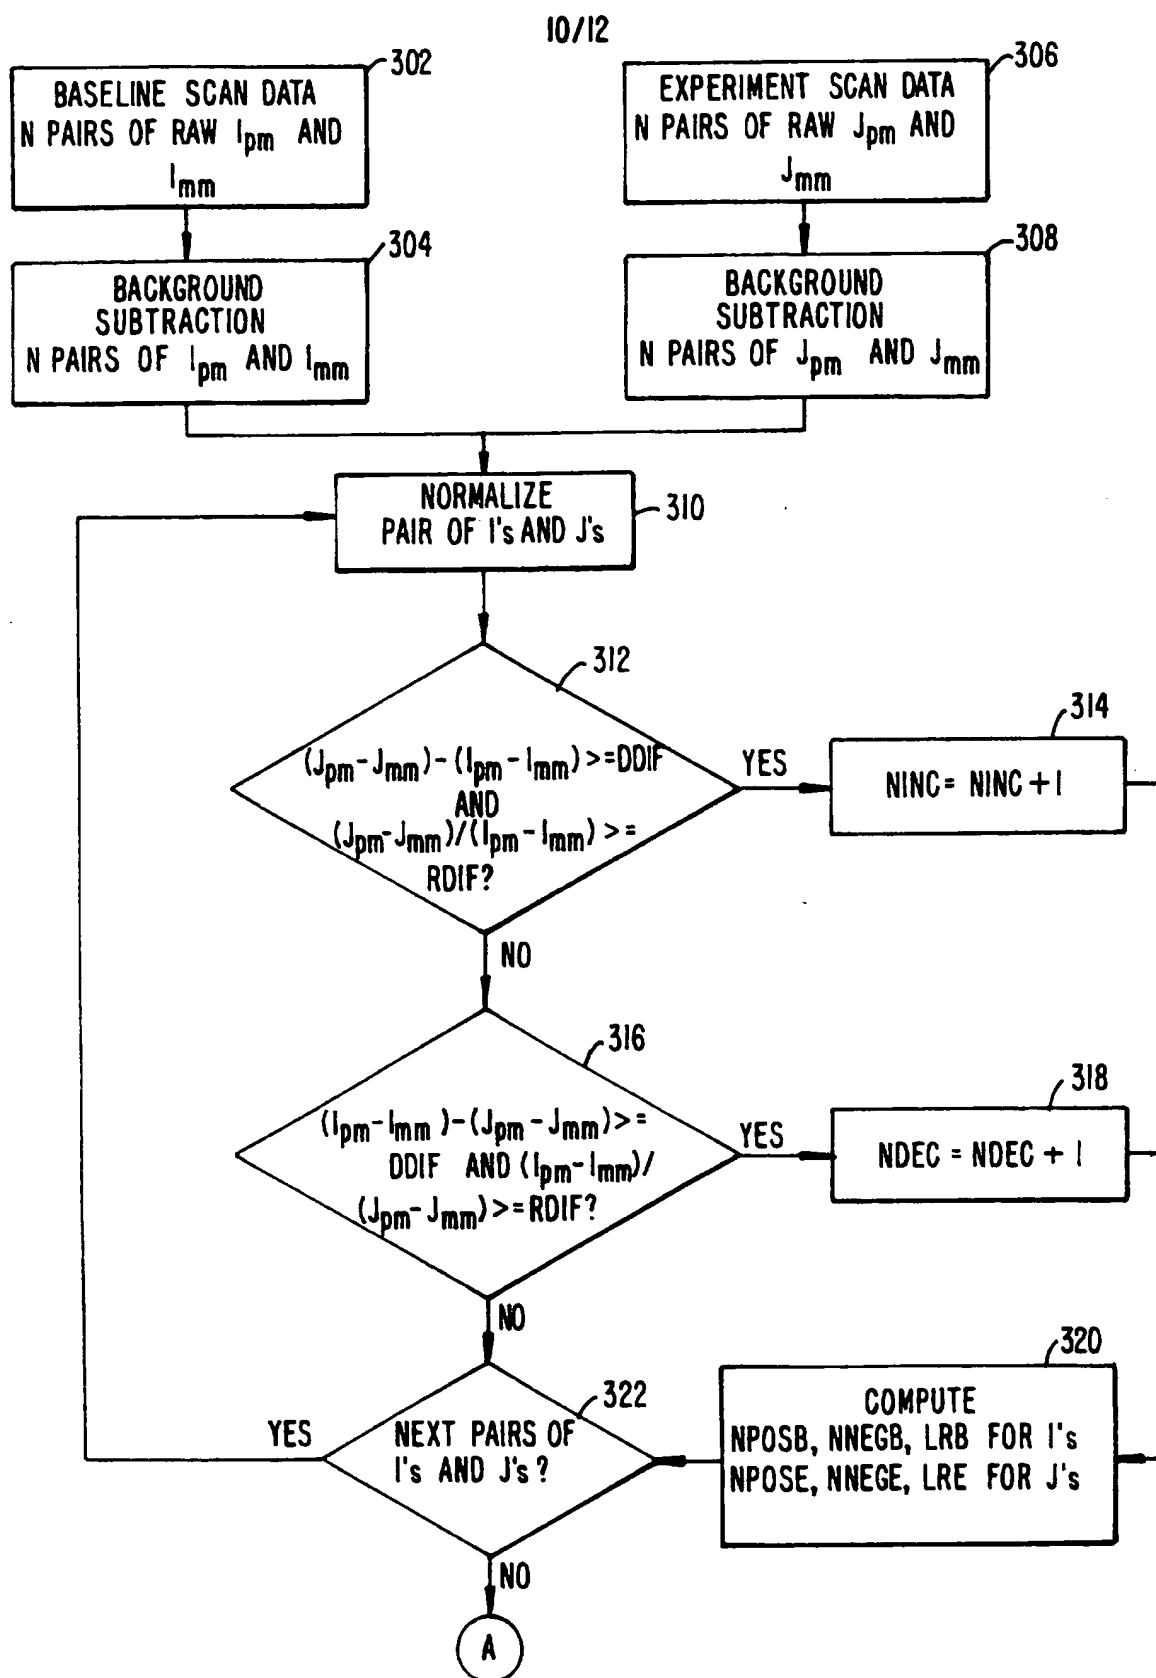 10/12
302
BASELINE SCAN DATA
N PAIRS OF RAW Ipm AND
Imm
306
EXPERIMENT SCAN DATA
N PAIRS OF RAW Jpm AND
Jmm
304
BACKGROUND
SUBTRACTION
N PAIRS OF Ipm AND Imm
308
BACKGROUND
SUBTRACTION
N PAIRS OF Jpm AND Jmm
NORMALIZE
PAIR OF I's AND J's
310
312
(Jpm-Jmm)-(Ipm-Imm)>=DDIF
AND
(Jpm-Jmm)/(Ipm-Imm)>=
RDIF?
YES
314
NINC=NINC+1
NO
316
(Ipm-Imm)-(Jpm-Jmm)>=
DDIF AND (Ipm-Imm)/
(Jpm-Jmm)>=RDIF?
YES
318
NDEC=NDEC+1
NO
322
NEXT PAIRS OF
I's AND J's?
YES
320
COMPUTE
NPOSB, NNEGB, LRB FOR I's
NPOSE, NNEGE, LRE FOR J's
NO
A